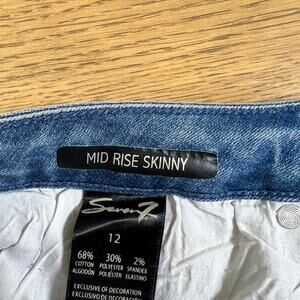 MID RISE SKINNY
Seven7
12
68% 30% 2%
COTTON POLYESTER SPANDEX
ALGODÓN POLIÉSTER ELASTINO
EXCLUSIVE OF DECORATION
EXCLUSIVO DE DECORACIÓN